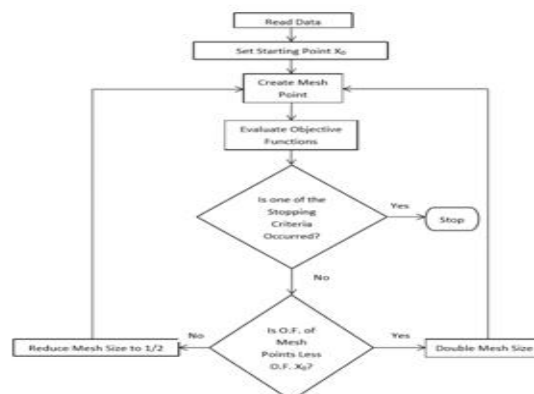 Read Data
Set Starting Point X₀
Create Mesh
Point
Evaluate Objective
Functions
Is one of the
Stopping
Criteria
Occurred?
Yes
Stop
No
Is O.F. of
Mesh
Points Less
O.F. X₀?
No
Yes
Reduce Mesh Size to 1/2
Double Mesh Size